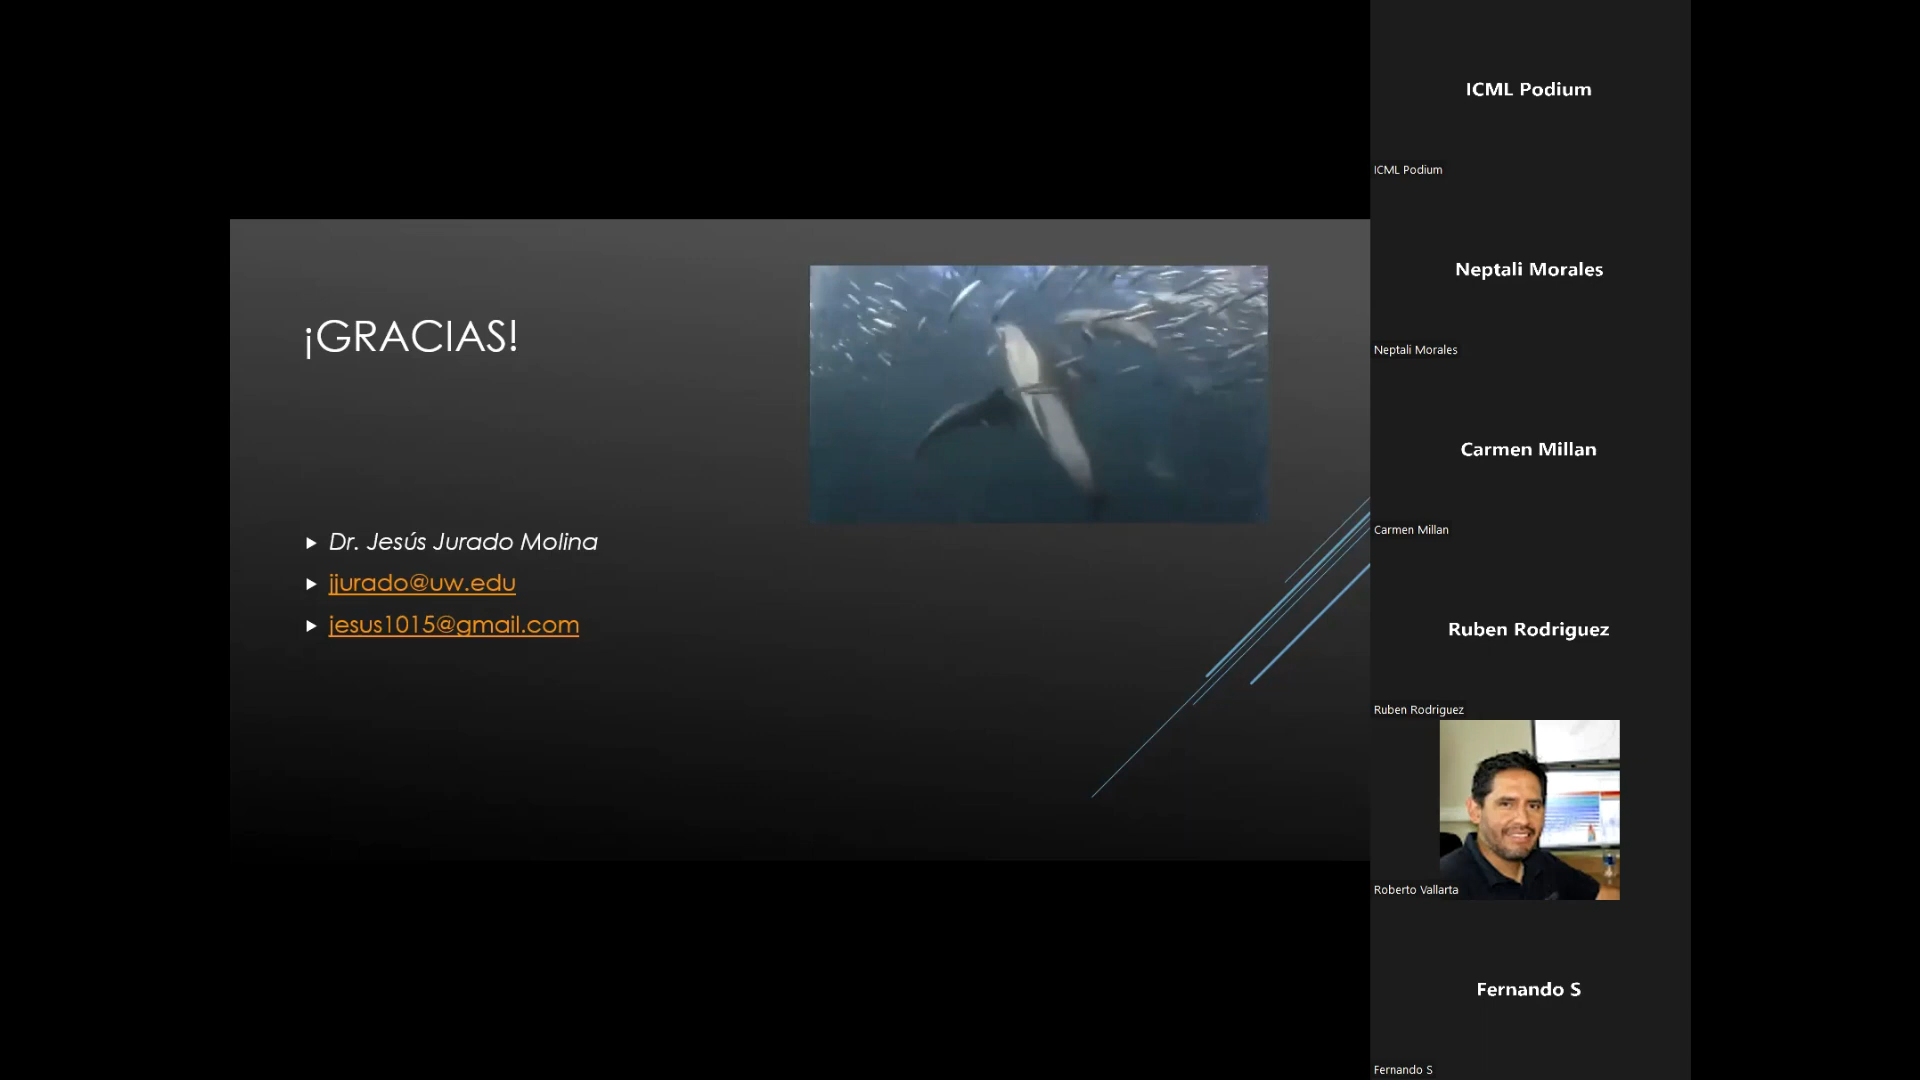 ¡GRACIAS!
Dr. Jesús Jurado Molina
jjurado@uw.edu
jesus1015@gmail.com
ICML Podium
ICML Podium
Neptali Morales
Neptali Morales
Carmen Millan
Carmen Millan
Ruben Rodriguez
Ruben Rodriguez
Roberto Vallarta
Fernando S
Fernando S